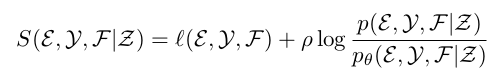 S(ℰ, 𝒴, ℱ|𝒵) = ℓ(ℰ, 𝒴, ℱ) + ρ log p(ℰ, 𝒴, ℱ|𝒵) / p_θ(ℰ, 𝒴, ℱ|𝒵)